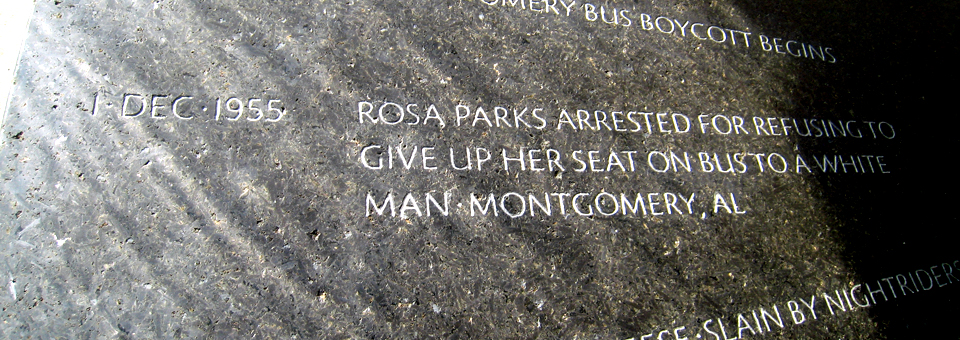 BUS BOYCOTT BEGINS
1·DEC·1955 ROSA PARKS ARRESTED FOR REFUSING TO
GIVE UP HER SEAT ON BUS TO A WHITE
MAN·MONTGOMERY, AL
·SLAIN BY NIGHTRIDERS